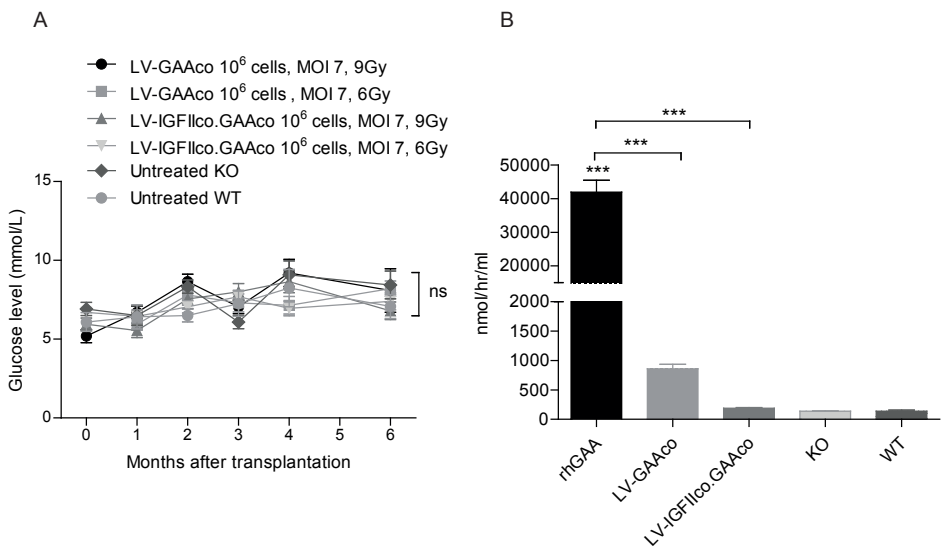 A
LV-GAAco 10⁶ cells, MOI 7, 9Gy
LV-GAAco 10⁶ cells , MOI 7, 6Gy
LV-IGFIIco.GAAco 10⁶ cells, MOI 7, 9Gy
LV-IGFIIco.GAAco 10⁶ cells, MOI 7, 6Gy
Untreated KO
Untreated WT
Glucose level (mmol/L)
15
10
5
0
ns
0 1 2 3 4 5 6
Months after transplantation
B
***
***
***
nmol/hr/ml
50000
40000
30000
20000
2000
1000
500
0
rhGAA
LV-GAAco
LV-IGFIIco.GAAco
KO
WT